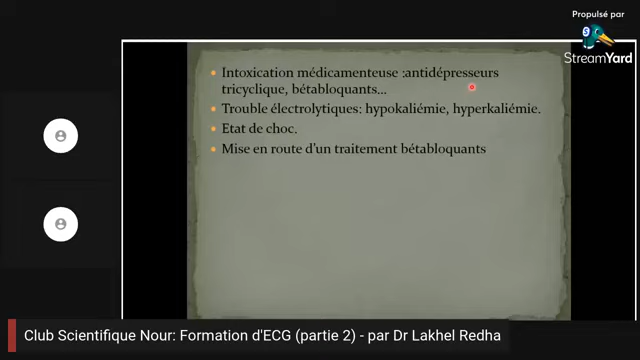 Propulsé par
StreamYard
Intoxication médicamenteuse :antidépresseurs
tricyclique, bétabloquants...
Trouble électrolytiques: hypokaliémie, hyperkaliémie.
Etat de choc.
Mise en route d'un traitement bétabloquants
Club Scientifique Nour: Formation d'ECG (partie 2) - par Dr Lakhel Redha